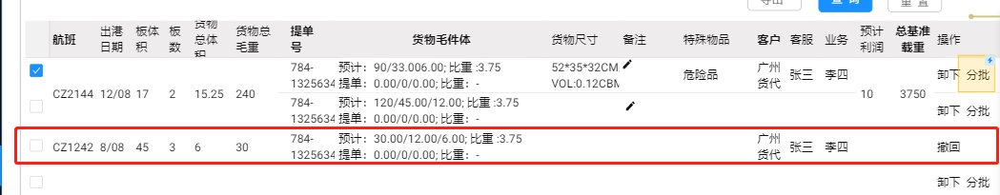 导出 查 询 重 置
航班 出港日期 板体积 板数 货物总体积 货物总毛重 提单号 货物毛件体 货物尺寸 备注 特殊物品 客户 客服 业务 预计利润 总基准载重 操作
CZ2144 12/08 17 2 15.25 240 10 3750
784-1325634 预计：90/33.006.00; 比重 :3.75 52*35*32CM 危险品 广州货代 张三 李四 卸下 分批
提单：0.00/0/0.00; 比重：- VOL:0.12CBM
784-1325634 预计：120/45.00/12.00; 比重 :3.75 卸下 分批
提单：0.00/0/0.00; 比重：-
CZ1242 8/08 45 3 6 30 784-1325634 预计：30.00/12.00/6.00; 比重 :3.75 广州货代 张三 李四 撤回
提单：0.00/0/0.00; 比重：-
卸下 分批